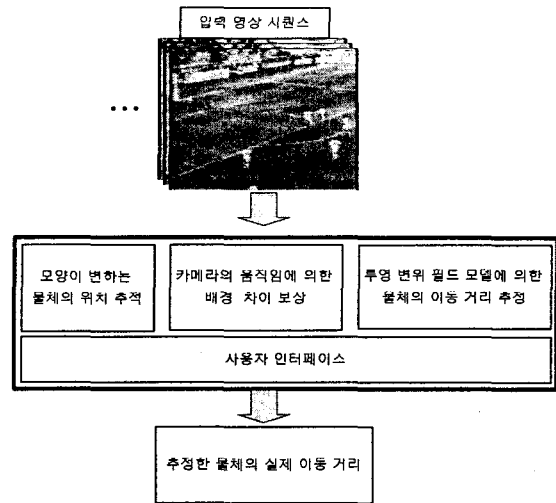 입력 영상 시퀀스
...
모양이 변하는
물체의 위치 추적
카메라의 움직임에 의한
배경 차이 보상
투영 변위 필드 모델에 의한
물체의 이동 거리 추정
사용자 인터페이스
추정한 물체의 실제 이동 거리